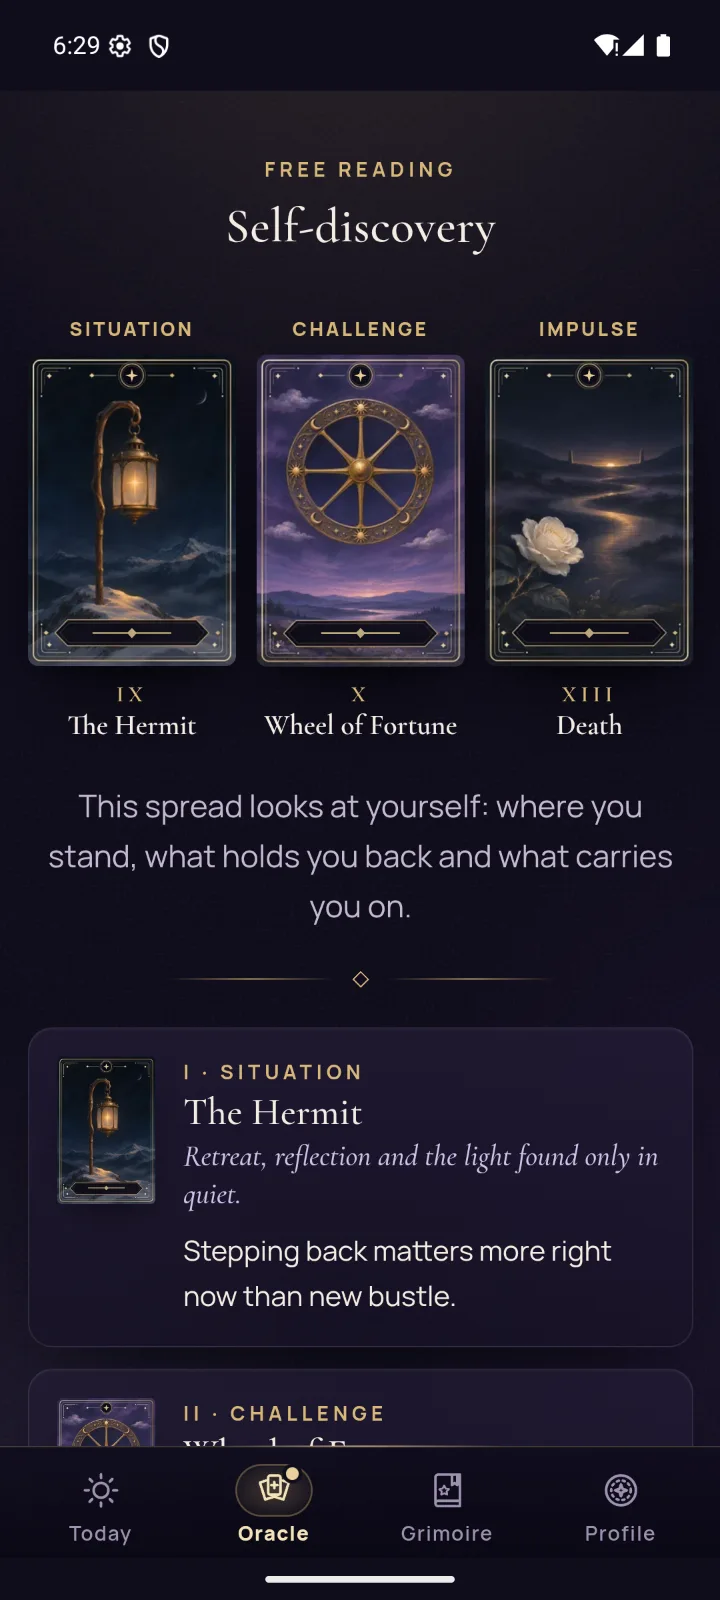 6:29
FREE READING
Self-discovery
SITUATION
CHALLENGE
IMPULSE
IX
X
XIII
The Hermit
Wheel of Fortune
Death
This spread looks at yourself: where you
stand, what holds you back and what carries
you on.
I · SITUATION
The Hermit
Retreat, reflection and the light found only in
quiet.
Stepping back matters more right
now than new bustle.
II · CHALLENGE
Wheel of Fortune
Today
Oracle
Grimoire
Profile